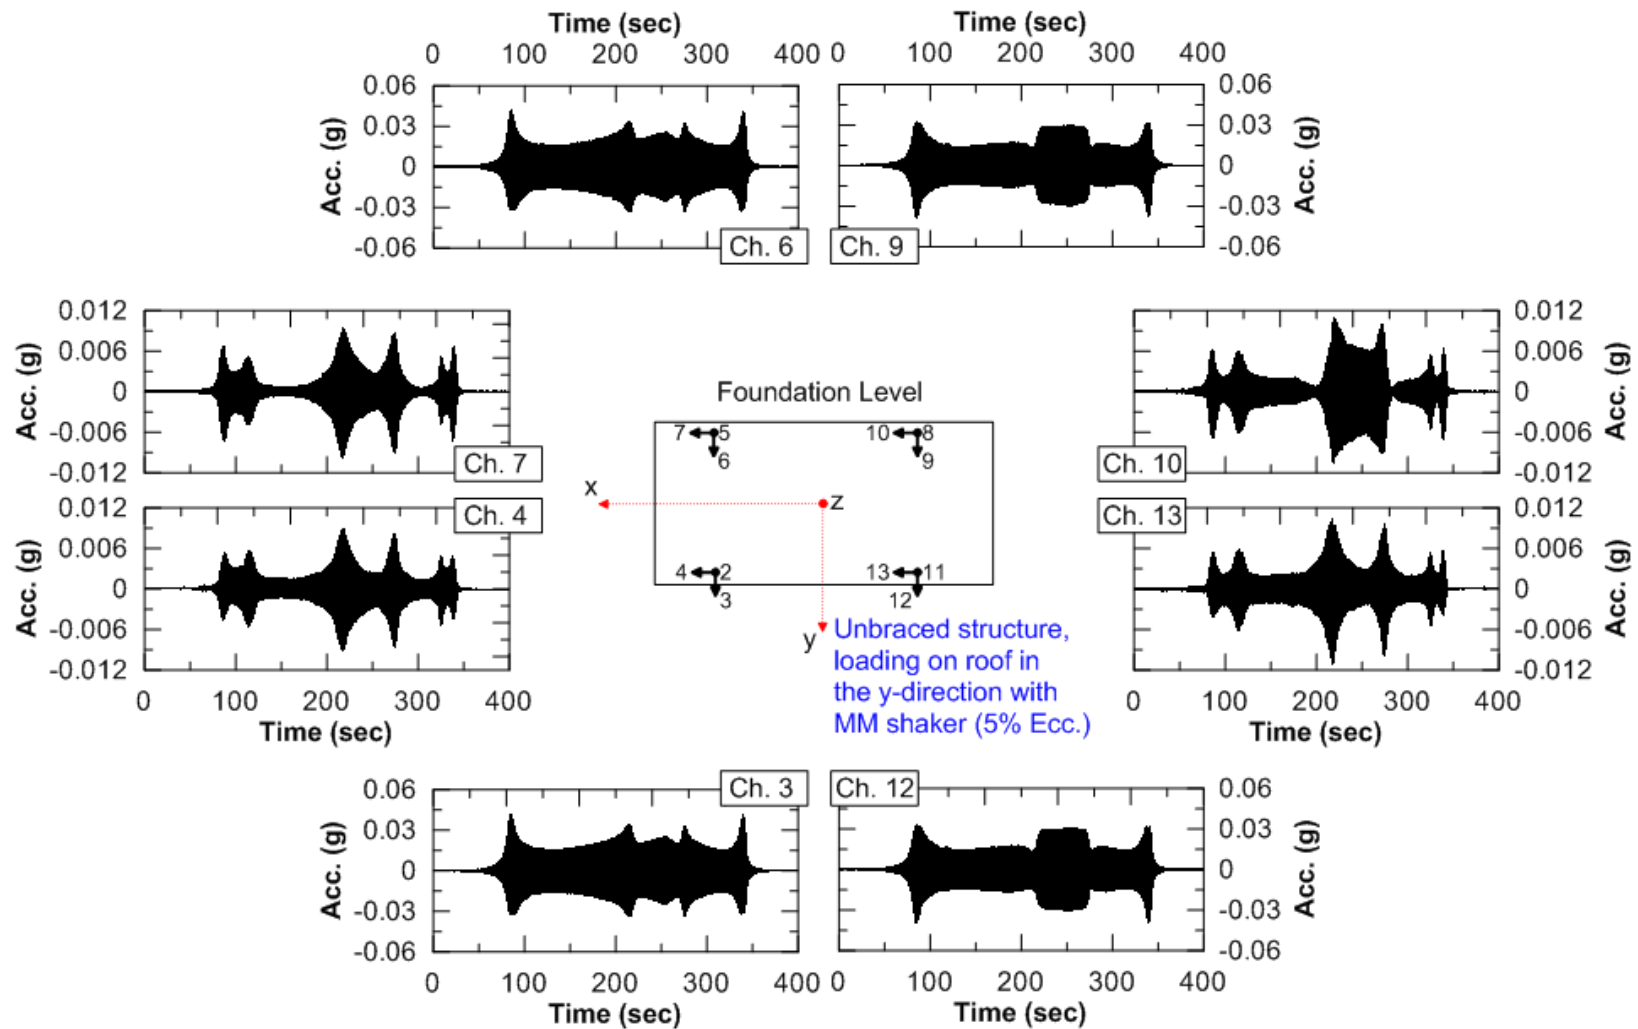 Time (sec)
Time (sec)
0 100 200 300 400
0 100 200 300 400
0.06
0.03
0
-0.03
-0.06
Acc. (g)
Ch. 6
0.06
0.03
0
-0.03
-0.06
Acc. (g)
Ch. 9
0.012
0.006
0
-0.006
-0.012
Acc. (g)
Ch. 7
0.012
0.006
0
-0.006
-0.012
Acc. (g)
Ch. 10
Foundation Level
7 5
6
10 8
9
x
z
4 2
3
13 11
12
y
Unbraced structure,
loading on roof in
the y-direction with
MM shaker (5% Ecc.)
0.012
0.006
0
-0.006
-0.012
Acc. (g)
Ch. 4
0 100 200 300 400
Time (sec)
0.012
0.006
0
-0.006
-0.012
Acc. (g)
Ch. 13
0 100 200 300 400
Time (sec)
0.06
0.03
0
-0.03
-0.06
Acc. (g)
Ch. 3
0 100 200 300 400
Time (sec)
0.06
0.03
0
-0.03
-0.06
Acc. (g)
Ch. 12
0 100 200 300 400
Time (sec)